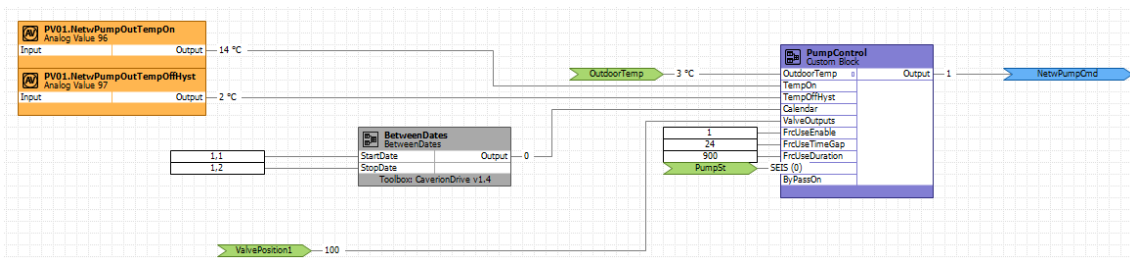 PV01.NetwPumpOutTempOn
Analog Value 96
Input Output 14 °C
PV01.NetwPumpOutTempOffHyst
Analog Value 97
Input Output 2 °C
PumpControl
Custom Block
OutdoorTemp 3 °C OutdoorTemp Output 1 NetwPumpCmd
TempOn
TempOffHyst
Calendar
ValveOutputs
1 FrcUseEnable
24 FrcUseTimeGap
900 FrcUseDuration
PumpSt SEIS (0)
ByPassOn
BetweenDates
BetweenDates
1,1 StartDate Output 0
1,2 StopDate
Toolbox: CaverionDrive v1.4
ValvePosition1 100